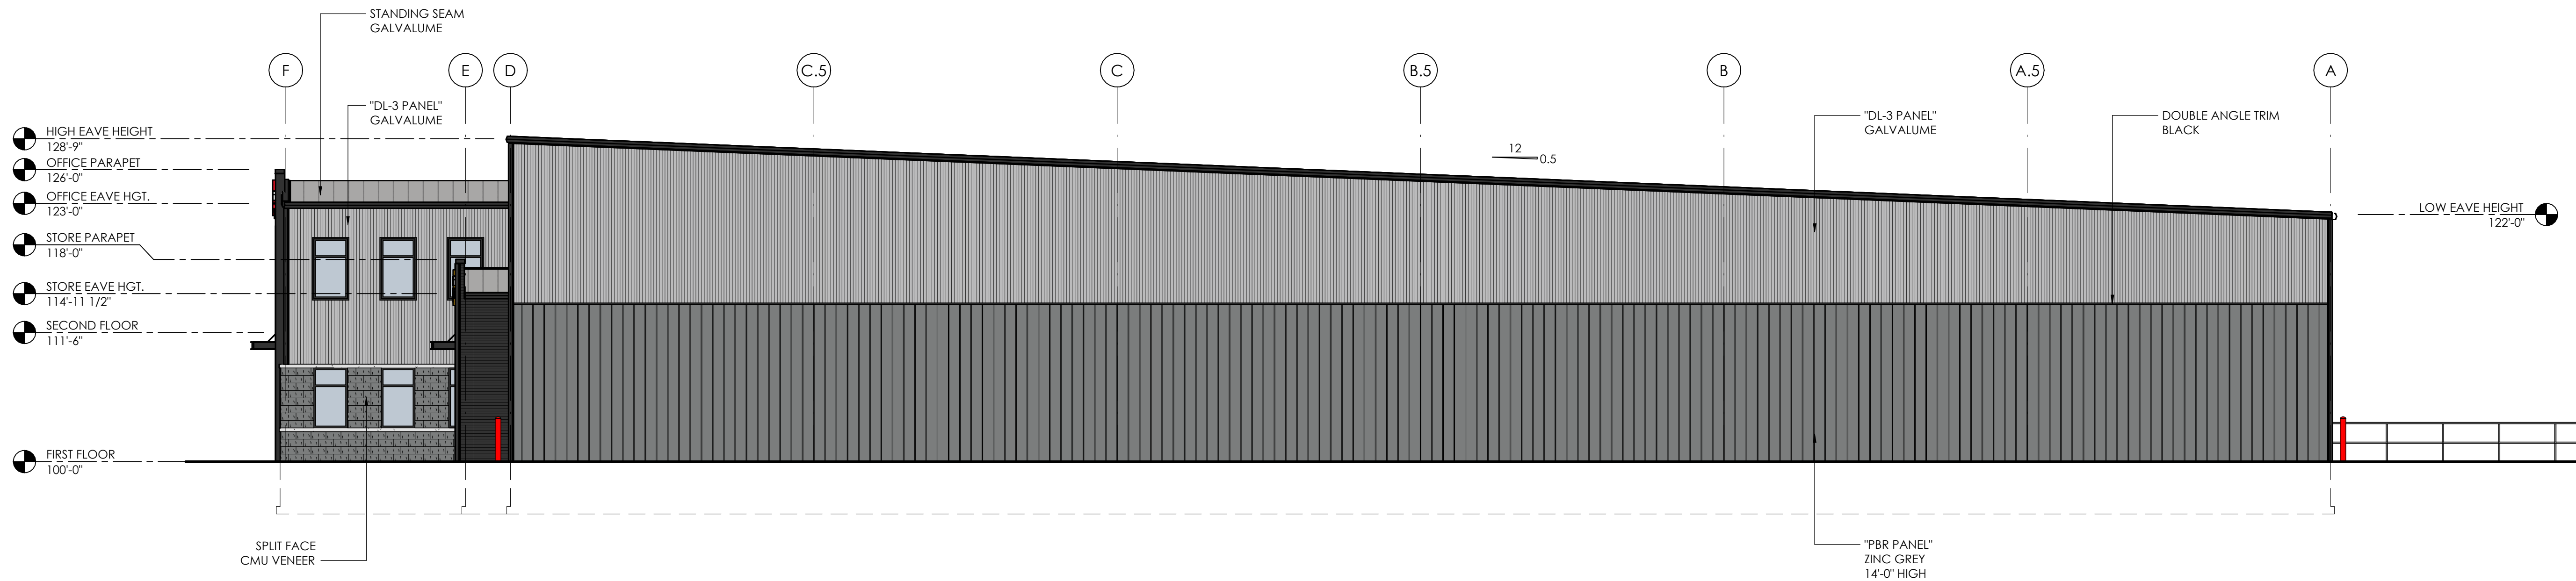 STANDING SEAM
GALVALUME
F
E
D
C.5
C
B.5
B
A.5
A
"DL-3 PANEL"
GALVALUME
"DL-3 PANEL"
GALVALUME
DOUBLE ANGLE TRIM
BLACK
HIGH EAVE HEIGHT
128'-9"
OFFICE PARAPET
126'-0"
OFFICE EAVE HGT.
123'-0"
STORE PARAPET
118'-0"
STORE EAVE HGT.
114'-11 1/2"
SECOND FLOOR
111'-6"
FIRST FLOOR
100'-0"
12
0.5
LOW EAVE HEIGHT
122'-0"
SPLIT FACE
CMU VENEER
"PBR PANEL"
ZINC GREY
14'-0" HIGH